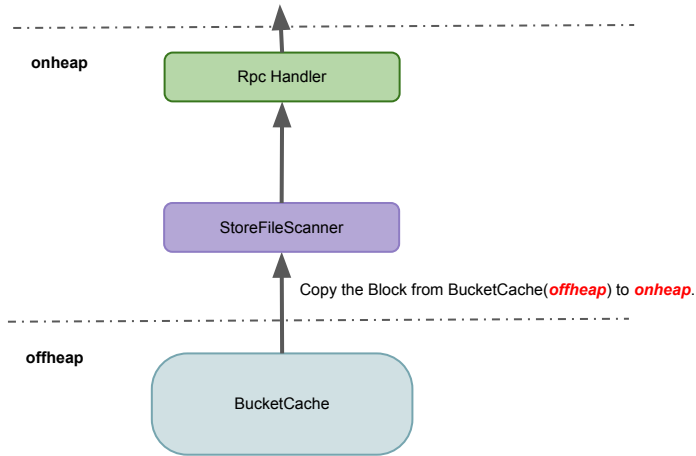 onheap
Rpc Handler
StoreFileScanner
Copy the Block from BucketCache(offheap) to onheap.
offheap
BucketCache